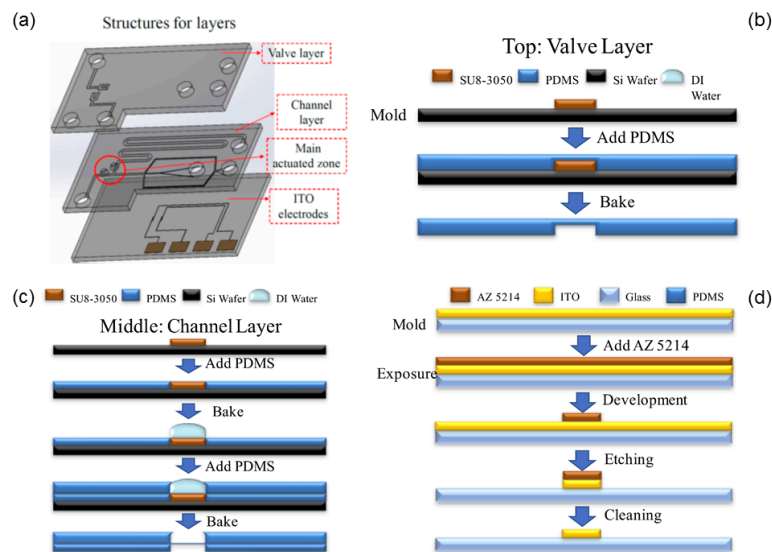 (a)
Structures for layers
Valve layer
Channel
layer
Main
actuated zone
ITO
electrodes
(b)
Top: Valve Layer
SU8-3050 PDMS Si Wafer DI
Water
Mold
Add PDMS
Bake
(c)
SU8-3050 PDMS Si Wafer DI Water
Middle: Channel Layer
Add PDMS
Bake
Add PDMS
Bake
(d)
AZ 5214 ITO Glass PDMS
Mold
Add AZ 5214
Exposure
Development
Etching
Cleaning